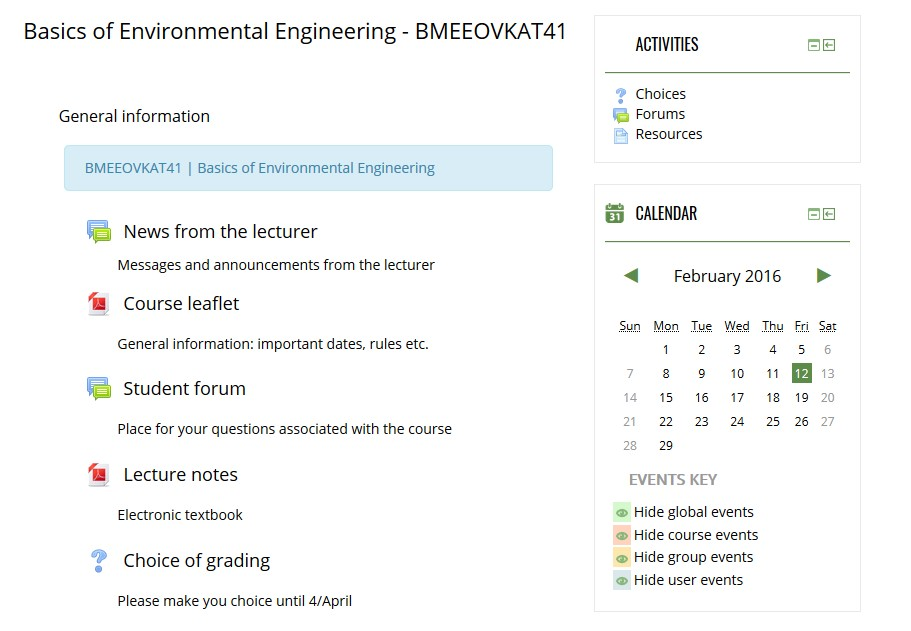 Basics of Environmental Engineering - BMEEOVKAT41
General information
BMEEOVKAT41 | Basics of Environmental Engineering
News from the lecturer
Messages and announcements from the lecturer
Course leaflet
General information: important dates, rules etc.
Student forum
Place for your questions associated with the course
Lecture notes
Electronic textbook
Choice of grading
Please make you choice until 4/April
ACTIVITIES
Choices
Forums
Resources
31 CALENDAR
February 2016
Sun Mon Tue Wed Thu Fri Sat
1 2 3 4 5 6
7 8 9 10 11 12 13
14 15 16 17 18 19 20
21 22 23 24 25 26 27
28 29
EVENTS KEY
Hide global events
Hide course events
Hide group events
Hide user events